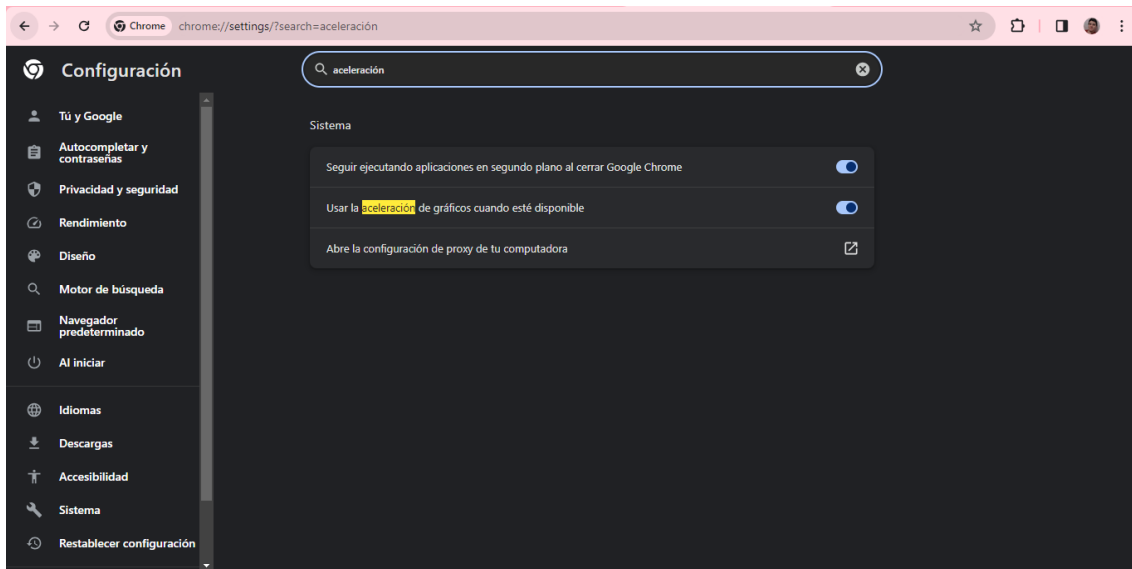 Chrome chrome://settings/?search=aceleración
Configuración
aceleración
Tú y Google
Autocompletar y
contraseñas
Privacidad y seguridad
Rendimiento
Diseño
Motor de búsqueda
Navegador
predeterminado
Al iniciar
Idiomas
Descargas
Accesibilidad
Sistema
Restablecer configuración
Sistema
Seguir ejecutando aplicaciones en segundo plano al cerrar Google Chrome
Usar la aceleración de gráficos cuando esté disponible
Abre la configuración de proxy de tu computadora